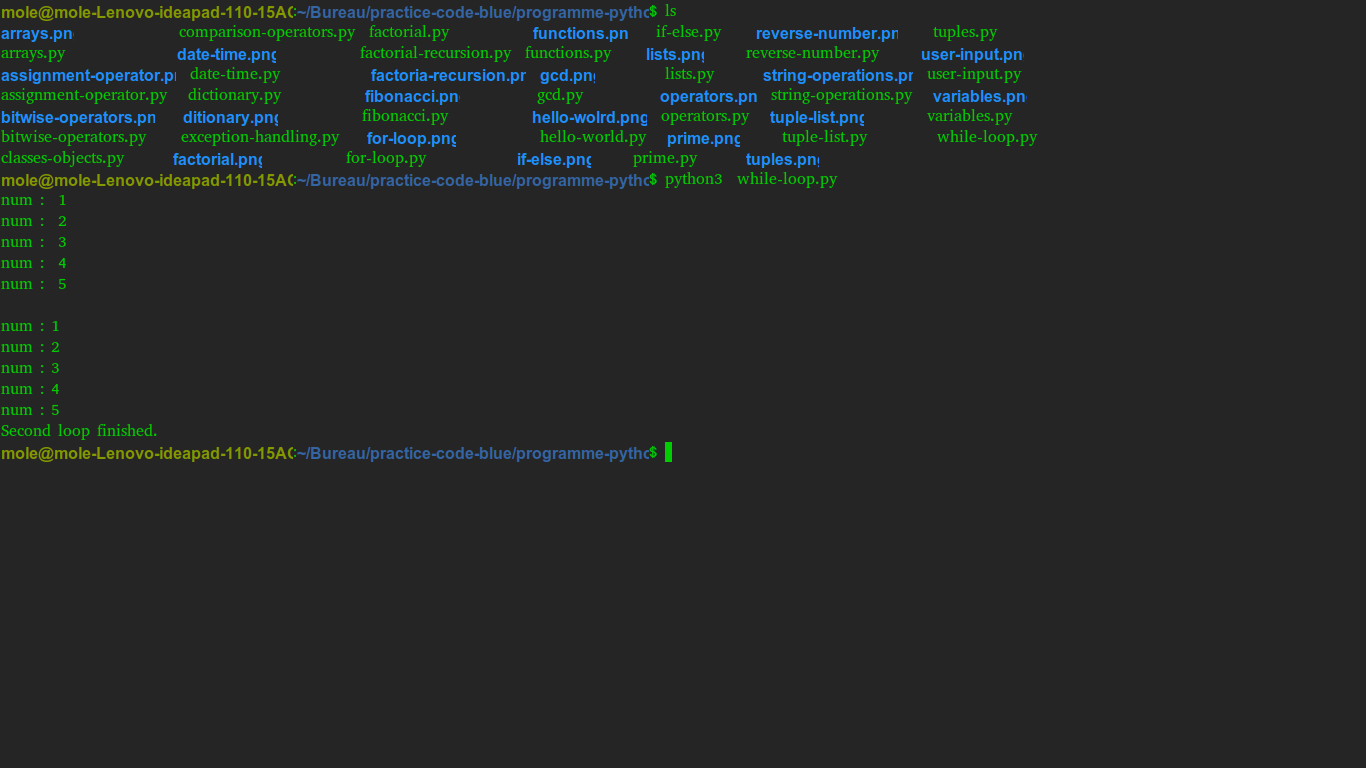 mole@mole-Lenovo-ideapad-110-15AC:~/Bureau/practice-code-blue/programme-pytho$ ls
arrays.pn comparison-operators.py factorial.py functions.pn if-else.py reverse-number.pn tuples.py
arrays.py date-time.png factorial-recursion.py functions.py lists.png reverse-number.py user-input.png
assignment-operator.pn date-time.py factoria-recursion.pr gcd.png lists.py string-operations.pr user-input.py
assignment-operator.py dictionary.py fibonacci.pn gcd.py operators.pn string-operations.py variables.pn
bitwise-operators.pn ditionary.png fibonacci.py hello-wolrd.png operators.py tuple-list.png variables.py
bitwise-operators.py exception-handling.py for-loop.png hello-world.py prime.png tuple-list.py while-loop.py
classes-objects.py factorial.png for-loop.py if-else.png prime.py tuples.png
mole@mole-Lenovo-ideapad-110-15AC:~/Bureau/practice-code-blue/programme-pytho$ python3 while-loop.py
num : 1
num : 2
num : 3
num : 4
num : 5
num : 1
num : 2
num : 3
num : 4
num : 5
Second loop finished.
mole@mole-Lenovo-ideapad-110-15AC:~/Bureau/practice-code-blue/programme-pytho$